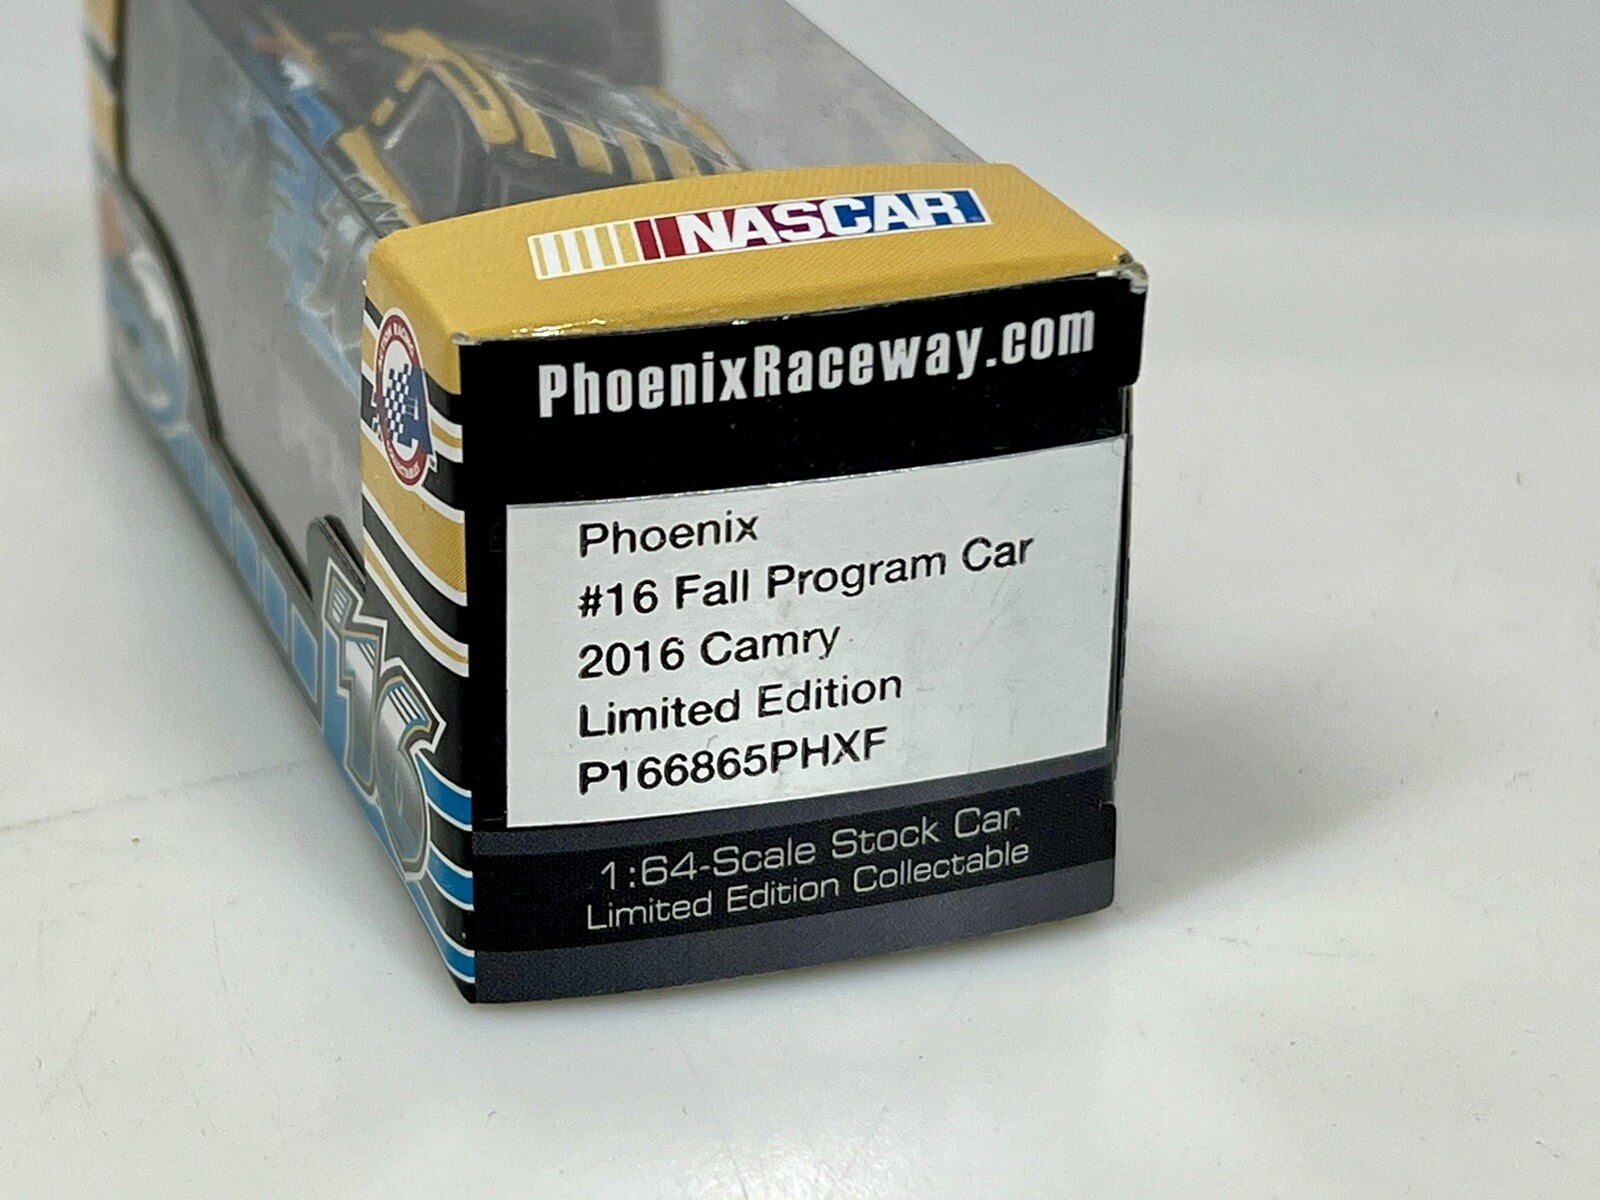 NASCAR
PhoenixRaceway.com
Phoenix
#16 Fall Program Car
2016 Camry
Limited Edition
P166865PHXF
1:64-Scale Stock Car
Limited Edition Collectable
'16